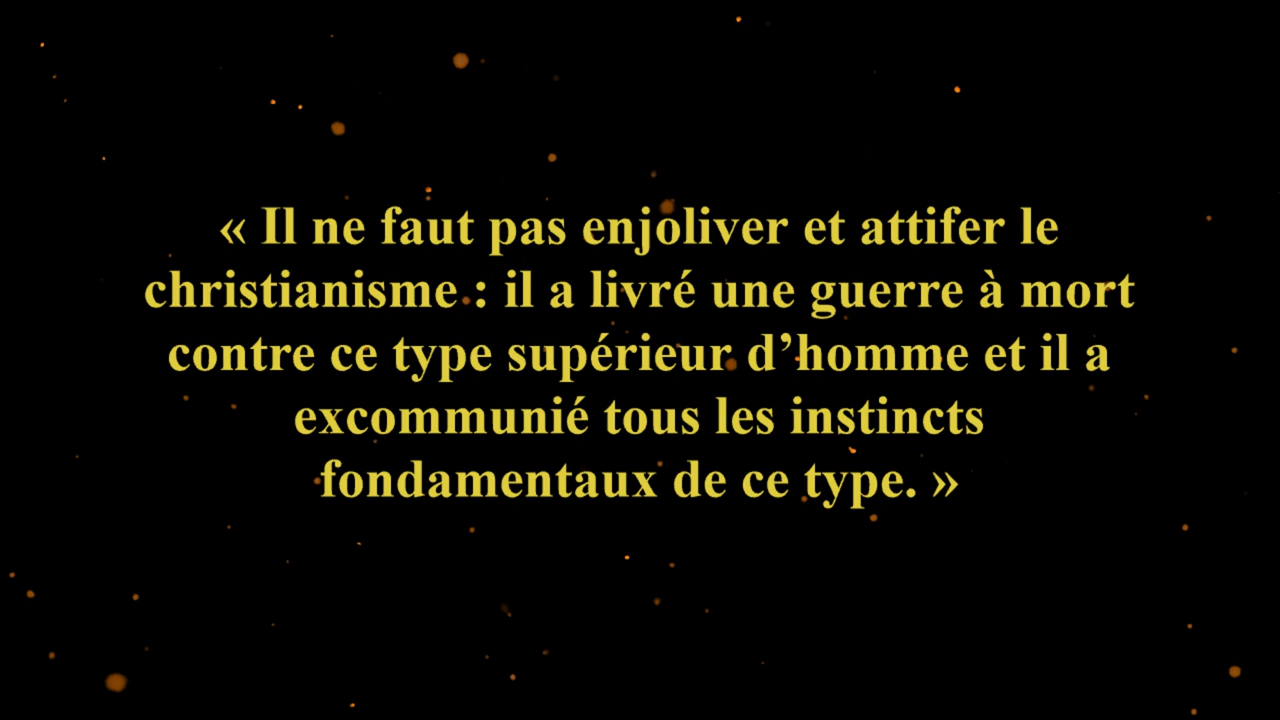 « Il ne faut pas enjoliver et attifer le
christianisme : il a livré une guerre à mort
contre ce type supérieur d’homme et il a
excommunié tous les instincts
fondamentaux de ce type. »